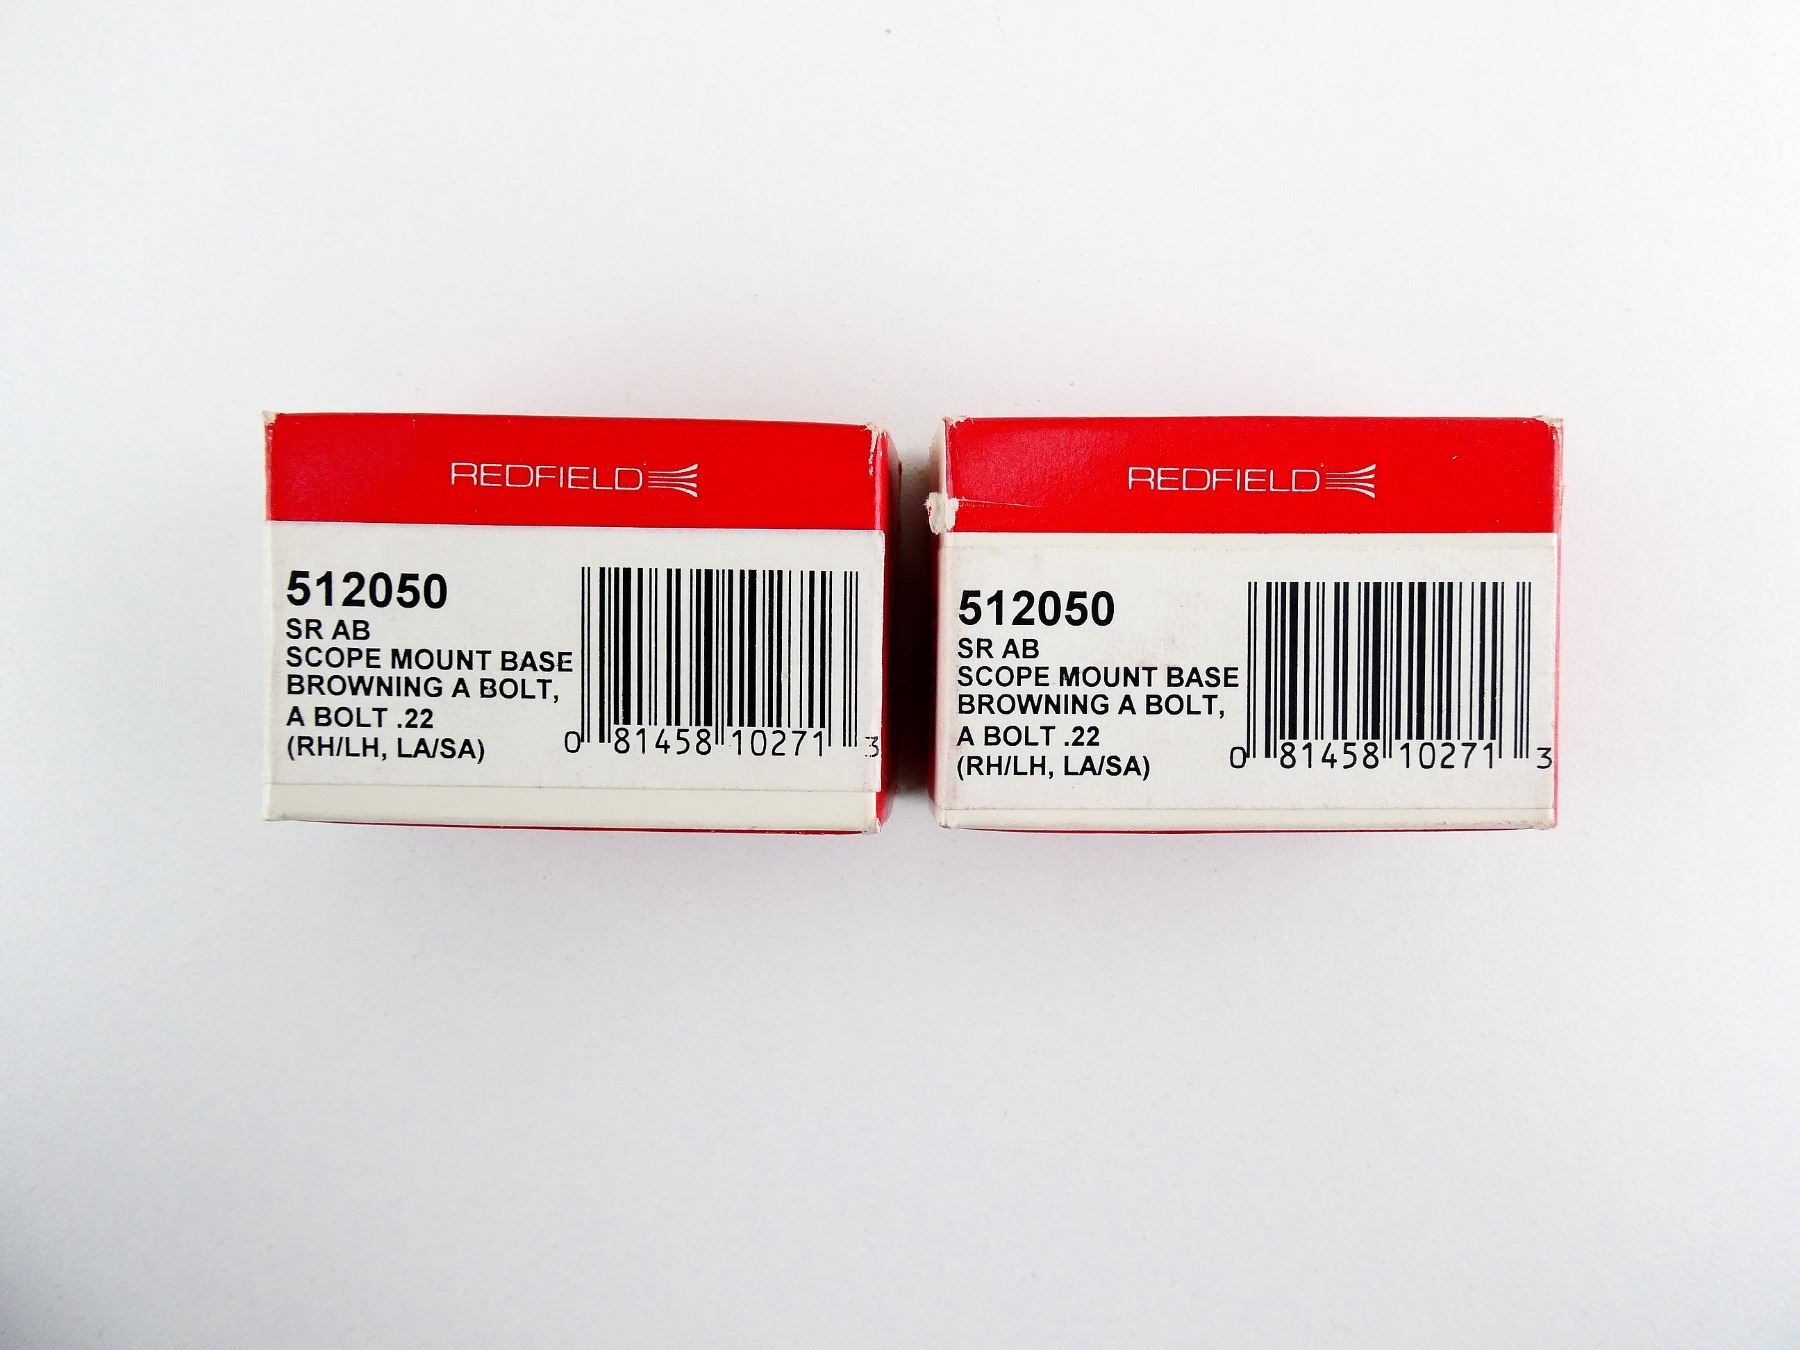 REDFIELD
512050
SR AB
SCOPE MOUNT BASE
BROWNING A BOLT,
A BOLT .22
(RH/LH, LA/SA)
0 81458 10271 3
REDFIELD
512050
SR AB
SCOPE MOUNT BASE
BROWNING A BOLT,
A BOLT .22
(RH/LH, LA/SA)
0 81458 10271 3